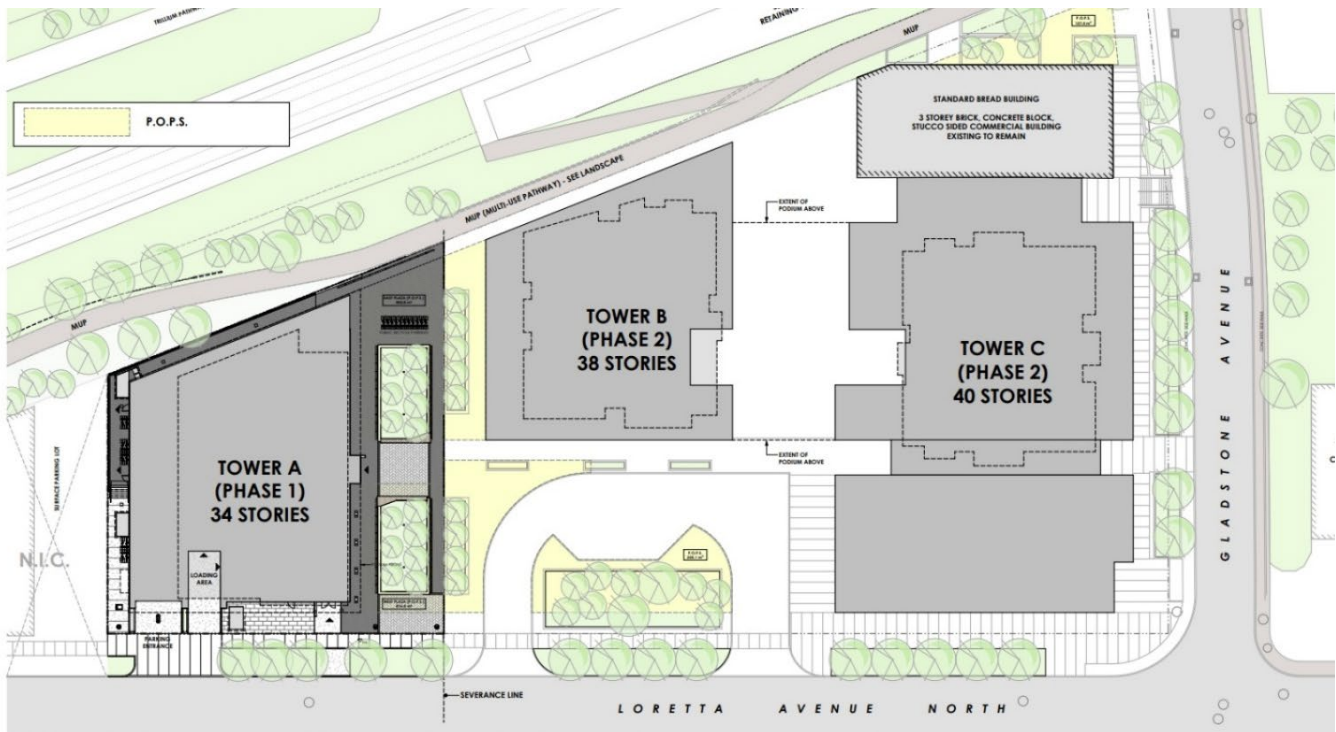 TRILLIUM PATHWAY
RETAINING
MUP
P.O.P.S.
P.O.P.S.
STANDARD BREAD BUILDING
3 STOREY BRICK, CONCRETE BLOCK,
STUCCO SIDED COMMERCIAL BUILDING
EXISTING TO REMAIN
MUP (MULTI-USE PATHWAY) - SEE LANDSCAPE
EXTENT OF
PODIUM ABOVE
MUP
TOWER B
(PHASE 2)
38 STORIES
TOWER C
(PHASE 2)
40 STORIES
GLADSTONE AVENUE
EXTENT OF
PODIUM ABOVE
TOWER A
(PHASE 1)
34 STORIES
SURFACE PARKING LOT
N.I.C.
LOADING
AREA
P.O.P.S.
PARKING
ENTRANCE
SEVERANCE LINE
LORETTA AVENUE NORTH